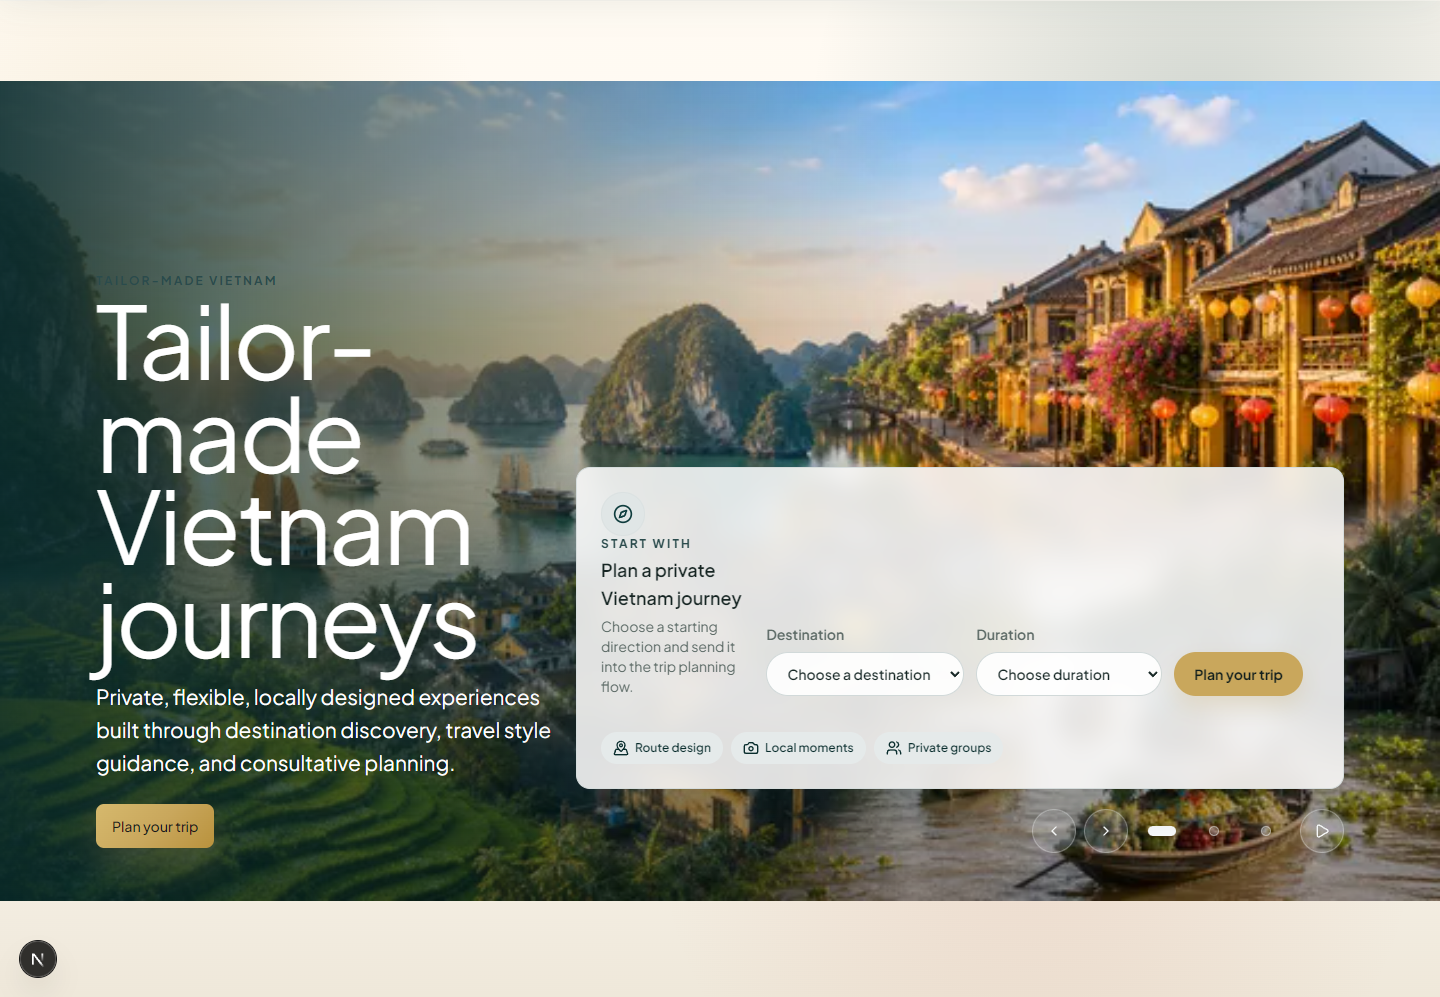 TAILOR-MADE VIETNAM
Tailor-
made
Vietnam
journeys
Private, flexible, locally designed experiences
built through destination discovery, travel style
guidance, and consultative planning.
Plan your trip
START WITH
Plan a private
Vietnam journey
Choose a starting
direction and send it
into the trip planning
flow.
Destination
Choose a destination
Duration
Choose duration
Plan your trip
Route design
Local moments
Private groups
N